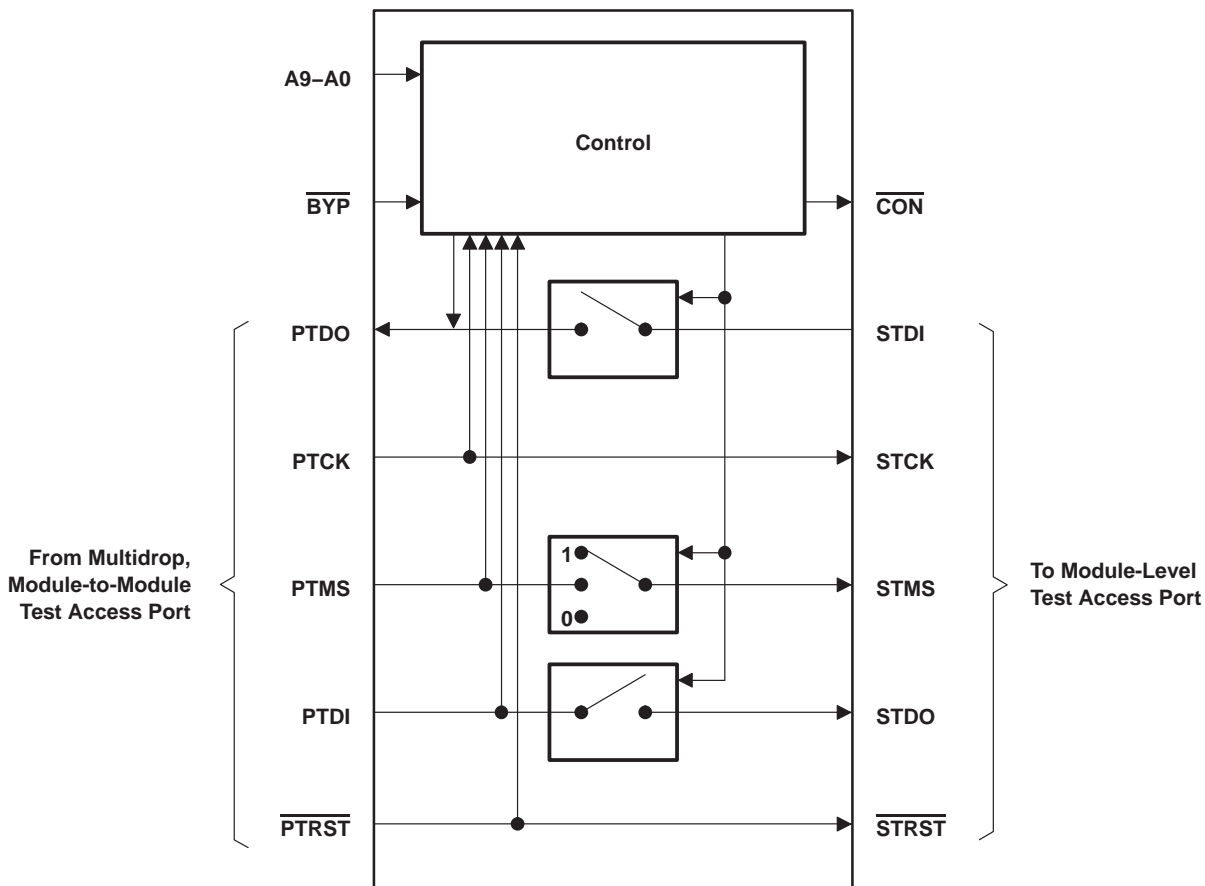 A9–A0
Control
BYP
CON
PTDO
STDI
PTCK
STCK
From Multidrop,
Module-to-Module
Test Access Port
1
PTMS
0
STMS
To Module-Level
Test Access Port
PTDI
STDO
PTRST
STRST